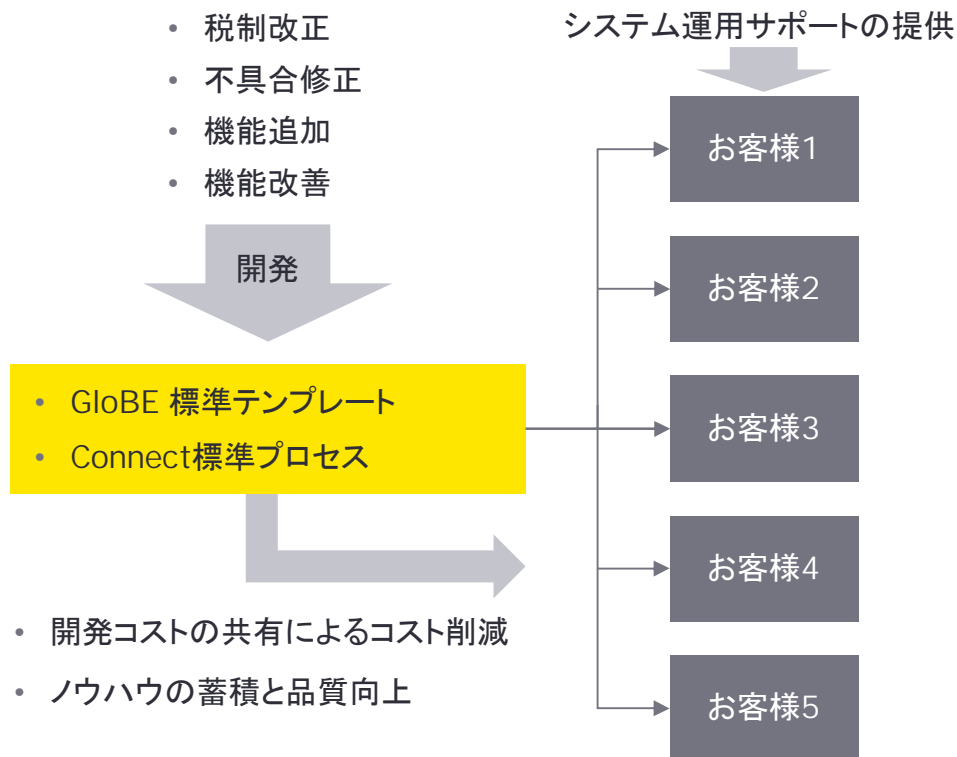 • 税制改正
• 不具合修正
• 機能追加
• 機能改善
開発
• GloBE 標準テンプレート
• Connect標準プロセス
• 開発コストの共有によるコスト削減
• ノウハウの蓄積と品質向上
システム運用サポートの提供
お客様1
お客様2
お客様3
お客様4
お客様5